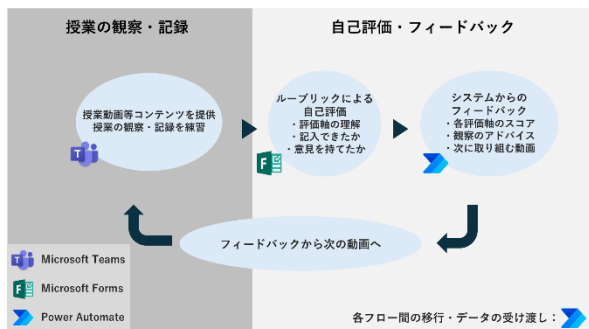 授業の観察・記録
自己評価・フィードバック
授業動画等コンテンツを提供
授業の観察・記録を練習
ルーブリックによる
自己評価
・評価軸の理解
・記入できたか
・意見を持てたか
システムからの
フィードバック
・各評価軸のスコア
・観察のアドバイス
・次に取り組む動画
フィードバックから次の動画へ
Microsoft Teams
Microsoft Forms
Power Automate
各フロー間の移行・データの受け渡し：